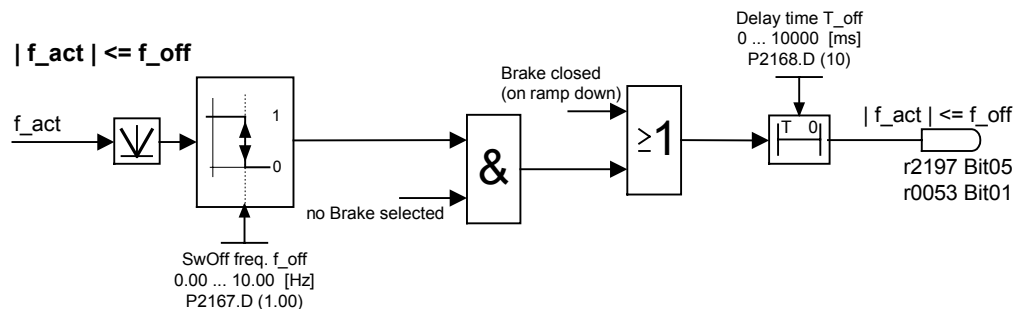 Delay time T_off
0 ... 10000 [ms]
P2168.D (10)
| f_act | <= f_off
Brake closed
(on ramp down)
f_act
1
0
&
≥1
T 0
| f_act | <= f_off
r2197 Bit05
r0053 Bit01
no Brake selected
SwOff freq. f_off
0.00 ... 10.00 [Hz]
P2167.D (1.00)